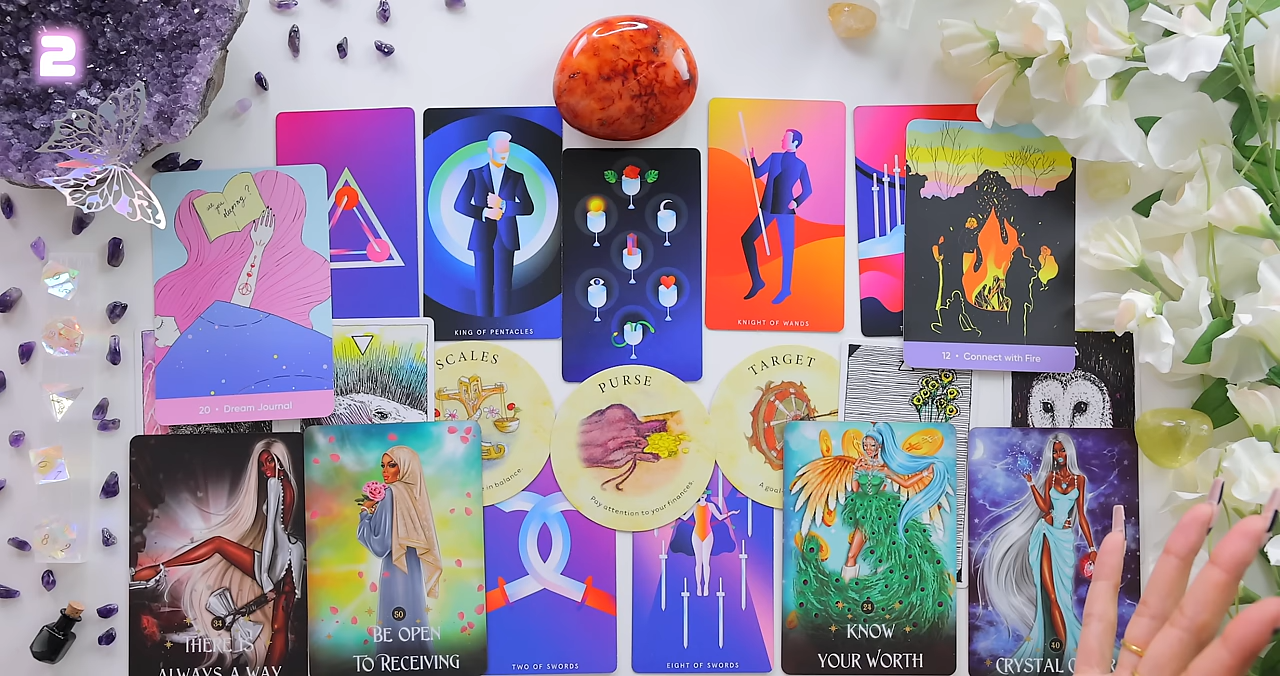 2
are you
sleeping?
KING OF PENTACLES
KNIGHT OF WANDS
12 • Connect with Fire
20 • Dream Journal
SCALES
in balance.
PURSE
Pay attention to your finances.
TARGET
A goal
34
THERE IS
ALWAYS A WAY
50
BE OPEN
TO RECEIVING
TWO OF SWORDS
EIGHT OF SWORDS
24
KNOW
YOUR WORTH
40
CRYSTAL